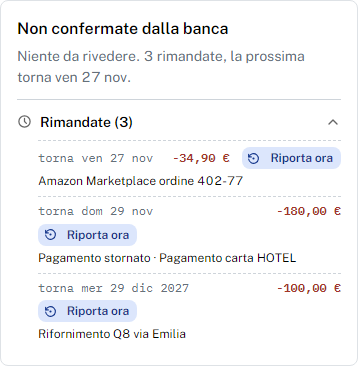 Non confermate dalla banca
Niente da rivedere. 3 rimandate, la prossima
torna ven 27 nov.
Rimandate (3)
torna ven 27 nov -34,90 € Riporta ora
Amazon Marketplace ordine 402-77
torna dom 29 nov -180,00 €
Riporta ora
Pagamento stornato · Pagamento carta HOTEL
torna mer 29 dic 2027 -100,00 €
Riporta ora
Rifornimento Q8 via Emilia